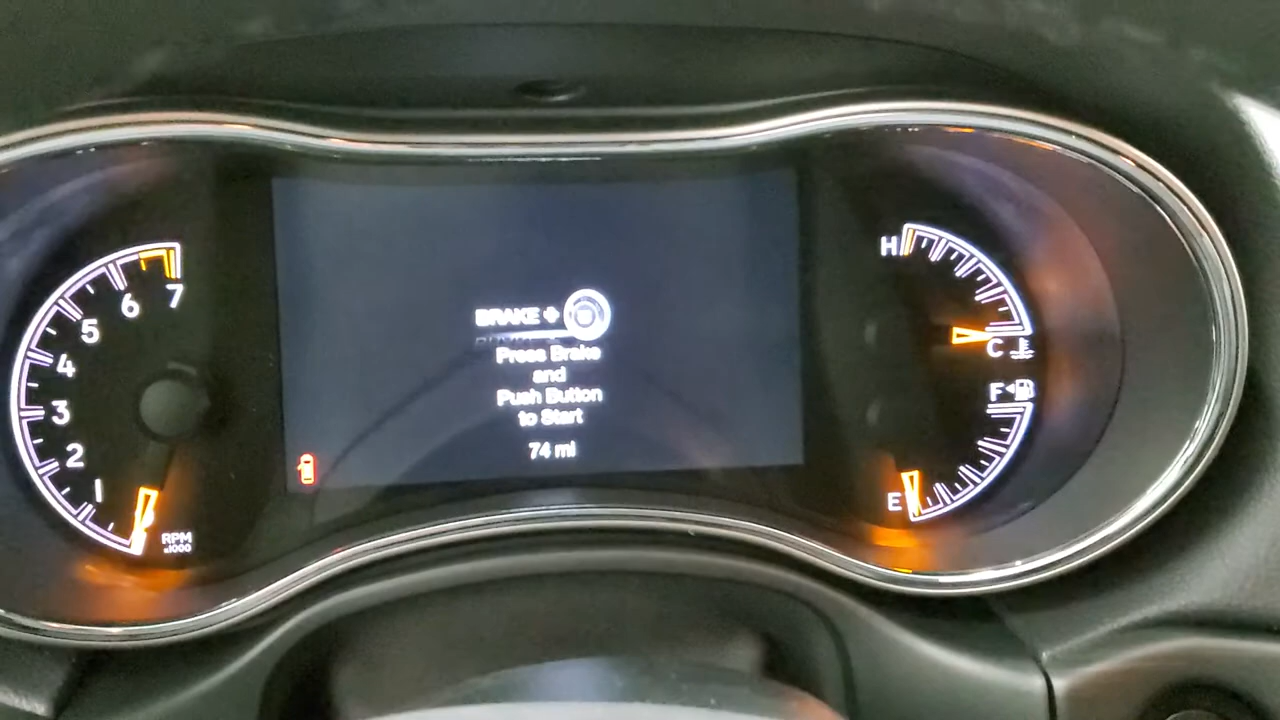 7
6
5
4
3
2
1
RPM
x1000
BRAKE +
Press Brake
and
Push Button
to Start
74 mi
H
C
F
E